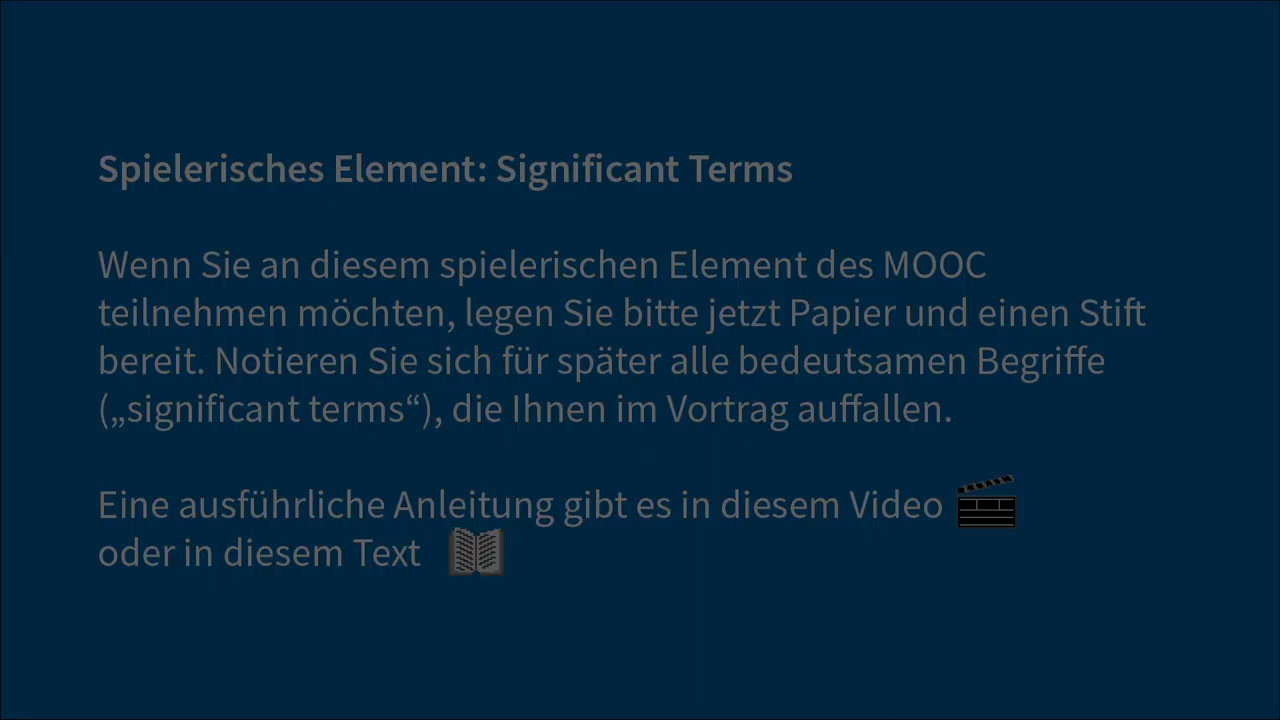 Spielerisches Element: Significant Terms
Wenn Sie an diesem spielerischen Element des MOOC
teilnehmen möchten, legen Sie bitte jetzt Papier und einen Stift
bereit. Notieren Sie sich für später alle bedeutsamen Begriffe
(„significant terms“), die Ihnen im Vortrag auffallen.
Eine ausführliche Anleitung gibt es in diesem Video
oder in diesem Text